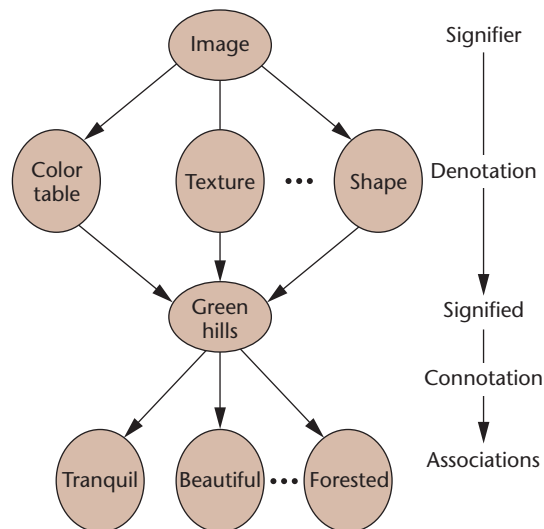 Image
Signifier
Color
table
Texture
•••
Shape
Denotation
Green
hills
Signified
Connotation
Tranquil
Beautiful
•••
Forested
Associations